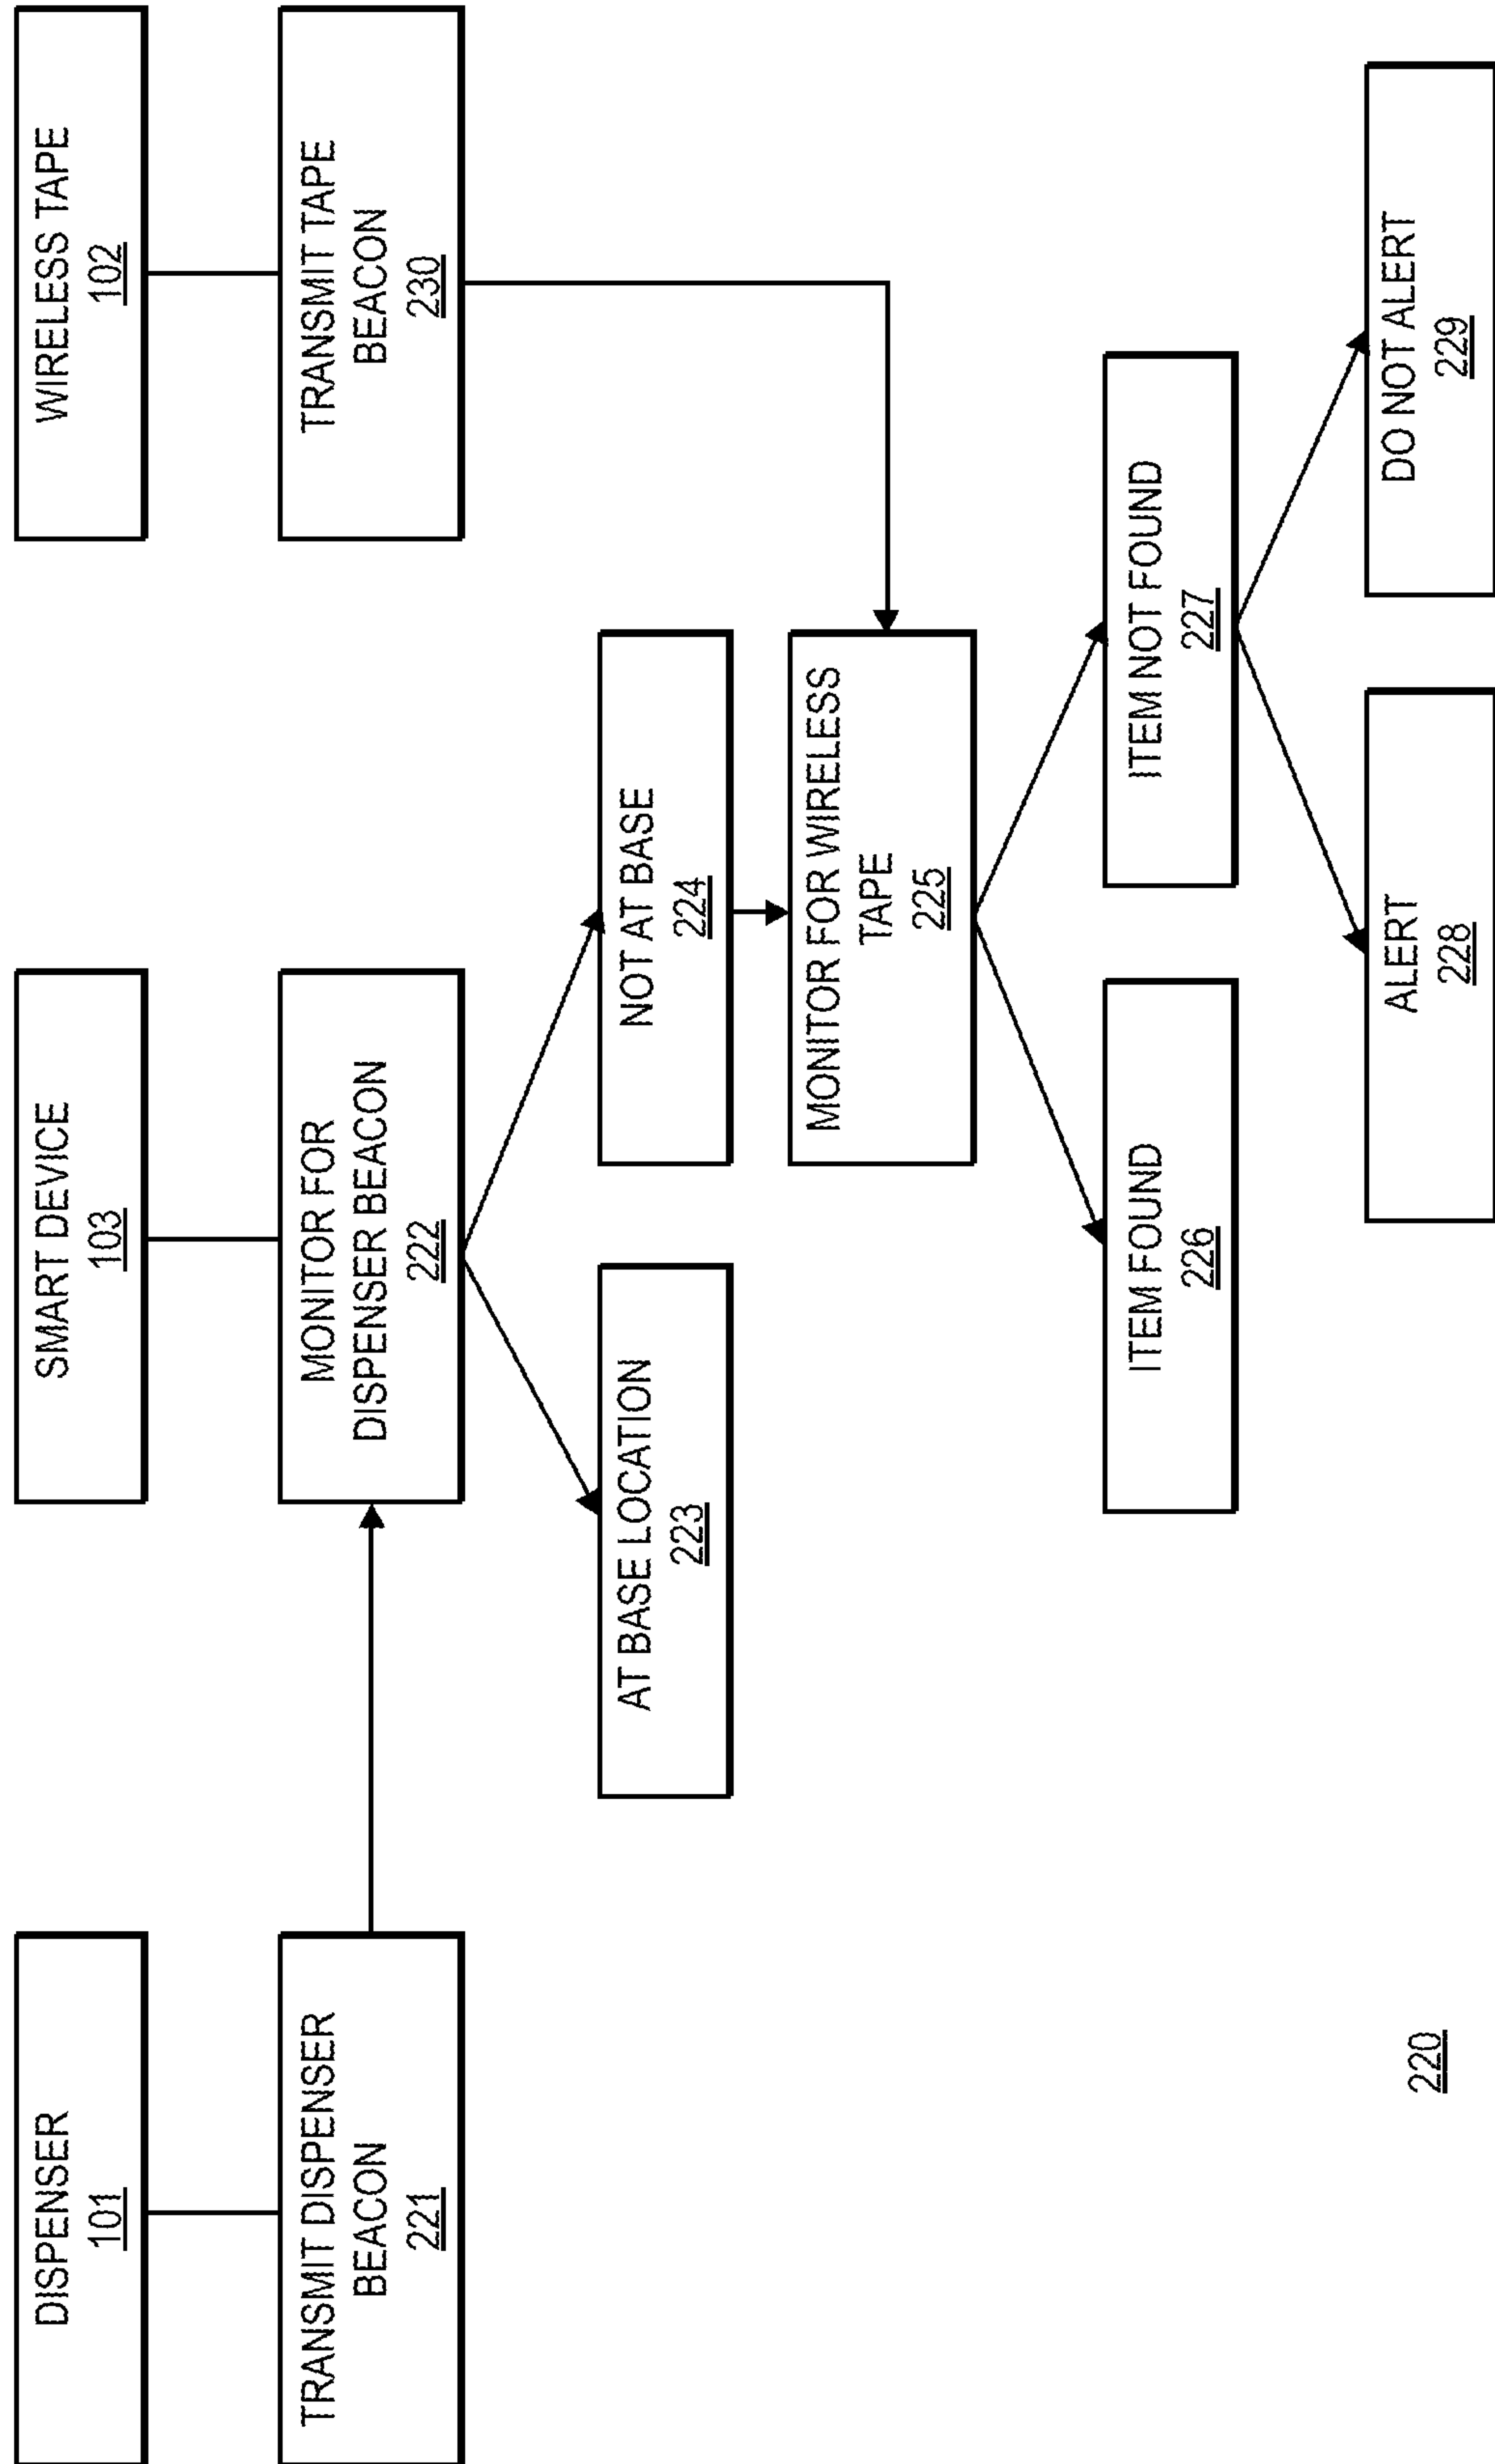 DISPENSER
101
SMART DEVICE
103
WIRELESS TAPE
102
TRANSMIT DISPENSER
BEACON
221
MONITOR FOR
DISPENSER BEACON
222
TRANSMIT TAPE
BEACON
230
AT BASE LOCATION
223
NOT AT BASE
224
MONITOR FOR WIRELESS
TAPE
225
ITEM FOUND
226
ITEM NOT FOUND
227
ALERT
228
DO NOT ALERT
229
220